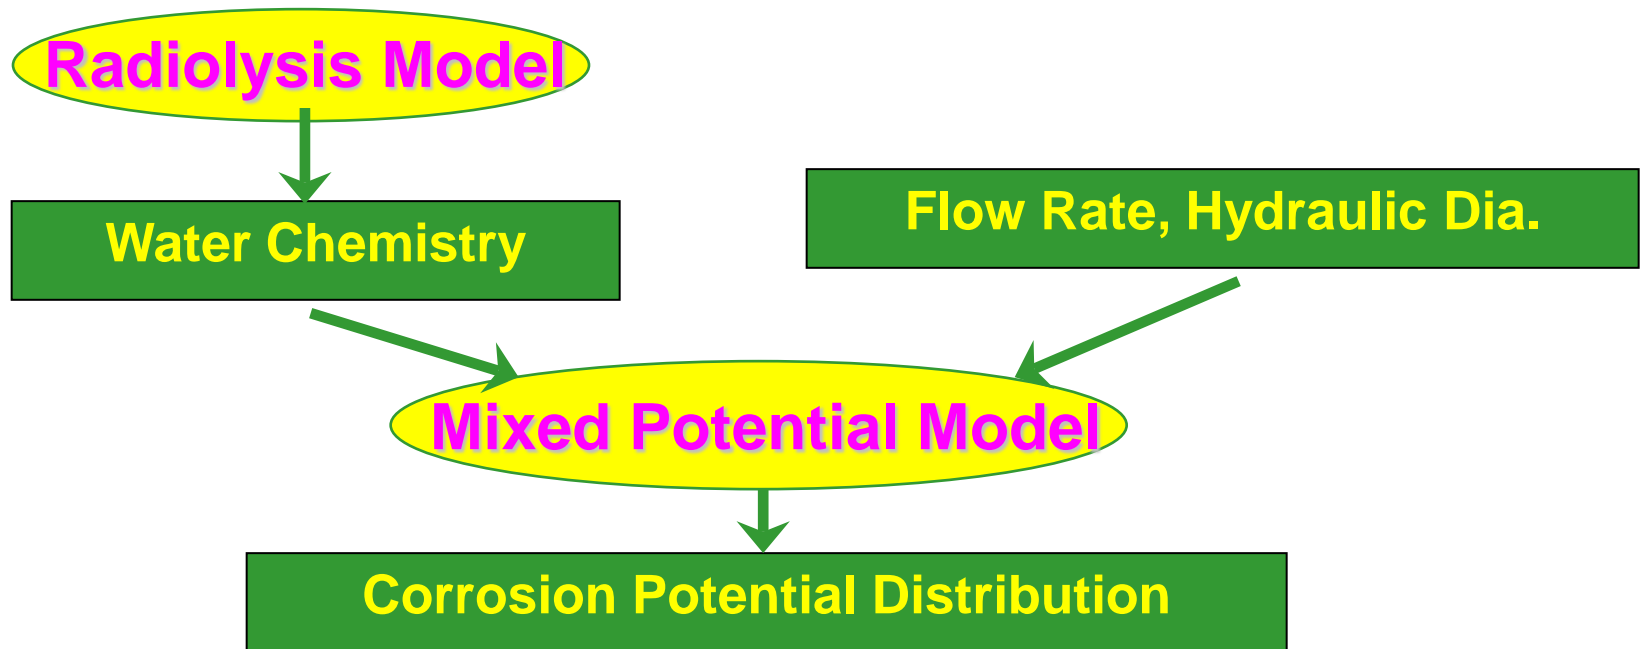 Radiolysis Model
Water Chemistry
Flow Rate, Hydraulic Dia.
Mixed Potential Model
Corrosion Potential Distribution